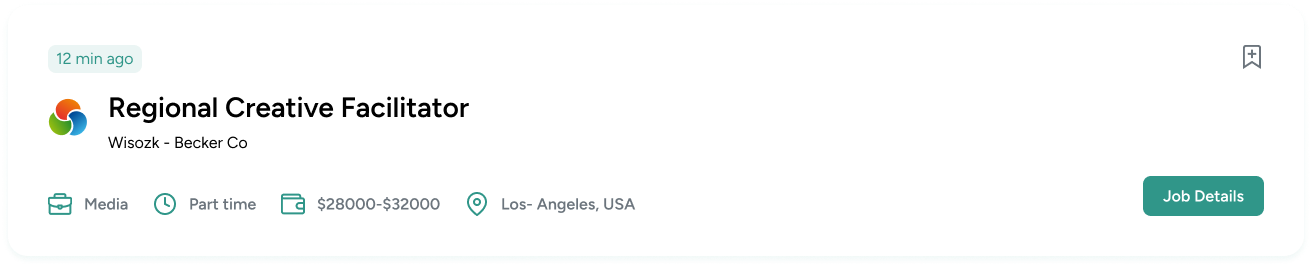 12 min ago
Regional Creative Facilitator
Wisozk - Becker Co
Media Part time $28000-$32000 Los- Angeles, USA
Job Details